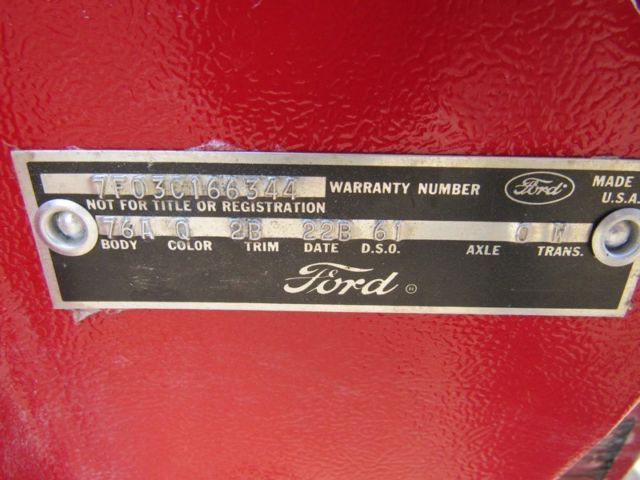 7F03C166344 WARRANTY NUMBER Ford MADE
NOT FOR TITLE OR REGISTRATION U.S.A.
76A Q 2B 22B 61 0 W
BODY COLOR TRIM DATE D.S.O. AXLE TRANS.
Ford ®